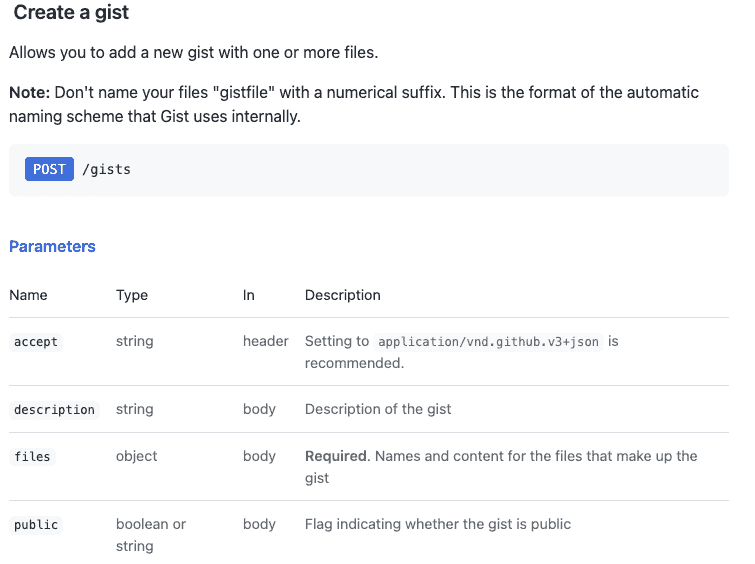 Create a gist
Allows you to add a new gist with one or more files.
Note: Don't name your files "gistfile" with a numerical suffix. This is the format of the automatic
naming scheme that Gist uses internally.
POST /gists
Parameters
Name Type In Description
accept string header Setting to application/vnd.github.v3+json is
recommended.
description string body Description of the gist
files object body Required. Names and content for the files that make up the
gist
public boolean or body Flag indicating whether the gist is public
string